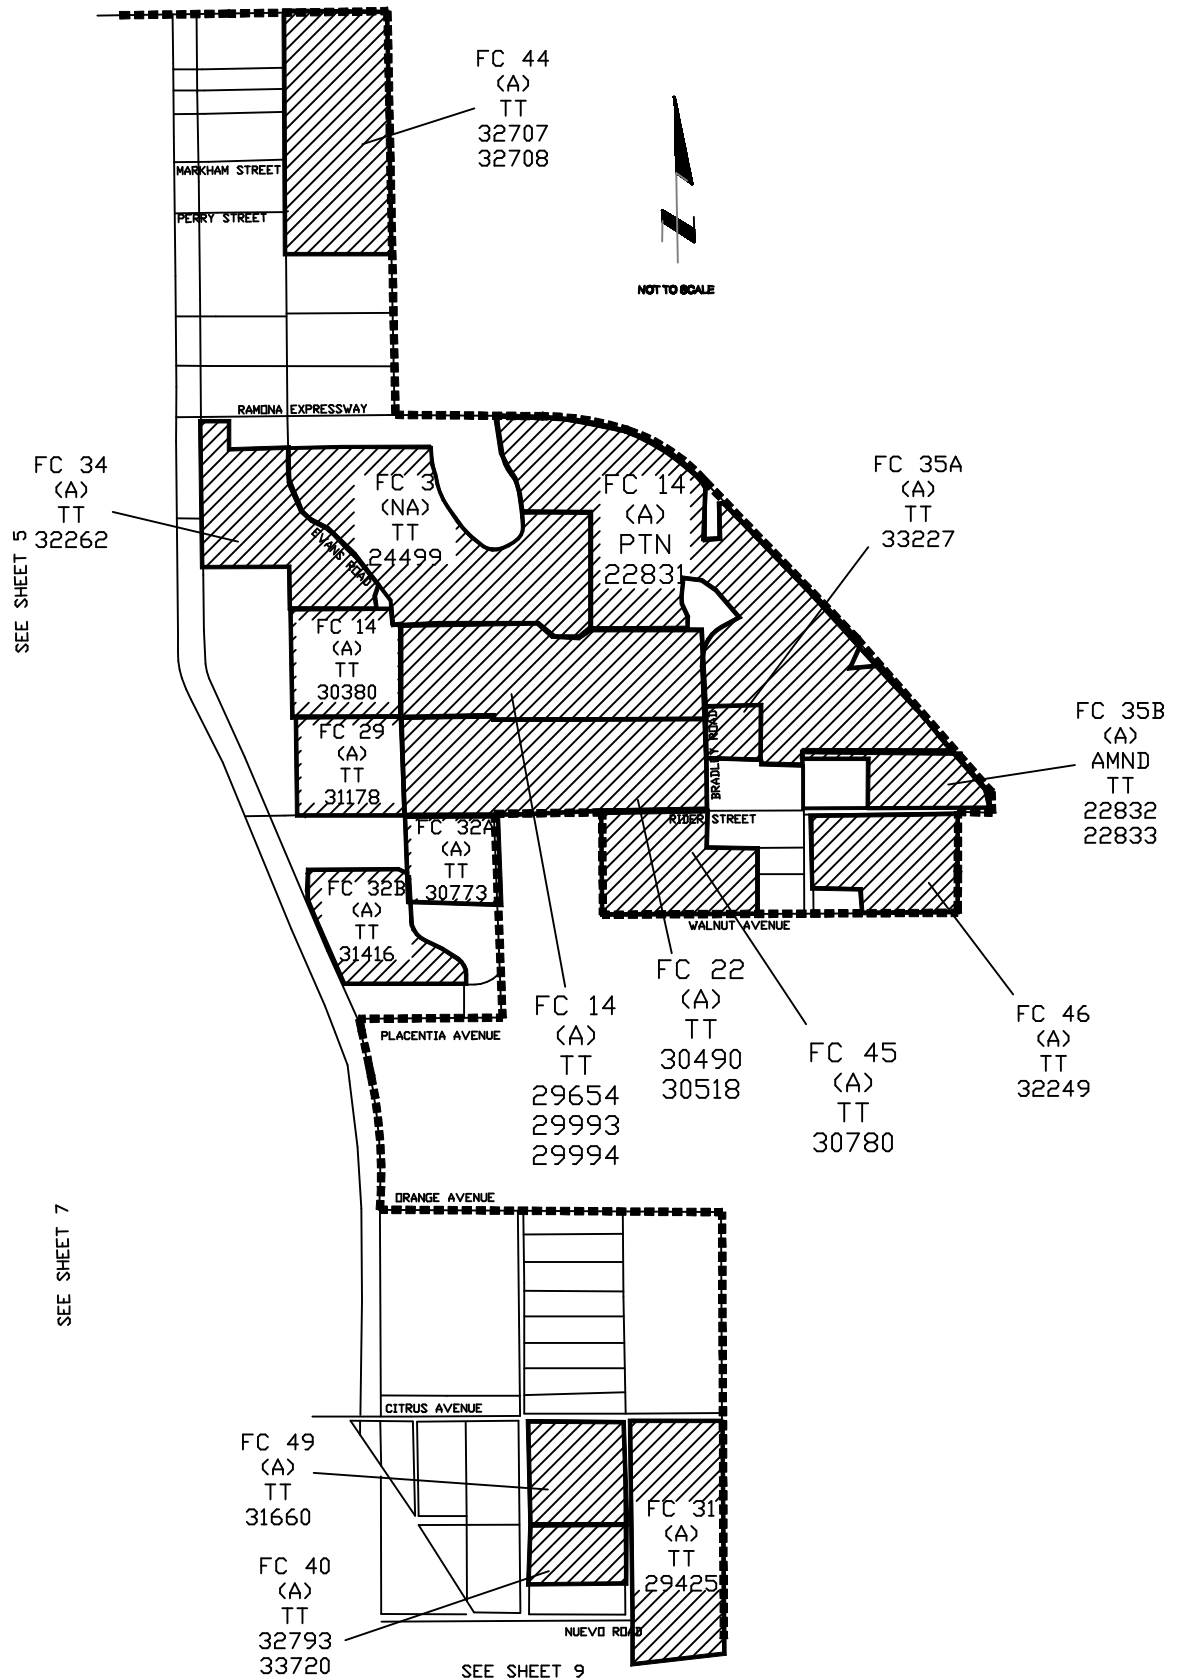 FC 44
(A)
TT
32707
32708
MARKHAM STREET
PERRY STREET
NOT TO SCALE
RAMONA EXPRESSWAY
FC 34
(A)
TT
32262
SEE SHEET 5
FC 3
(NA)
TT
24499
EVANS ROAD
FC 14
(A)
PTN
22831
FC 35A
(A)
TT
33227
FC 14
(A)
TT
30380
FC 29
(A)
TT
31178
BRADLEY ROAD
FC 35B
(A)
AMND
TT
22832
22833
RIDER STREET
FC 32A
(A)
TT
30773
FC 32B
(A)
TT
31416
WALNUT AVENUE
PLACENTIA AVENUE
FC 14
(A)
TT
29654
29993
29994
FC 22
(A)
TT
30490
30518
FC 45
(A)
TT
30780
FC 46
(A)
TT
32249
ORANGE AVENUE
SEE SHEET 7
CITRUS AVENUE
FC 49
(A)
TT
31660
FC 31
(A)
TT
29425
FC 40
(A)
TT
32793
33720
NUEVO ROAD
SEE SHEET 9